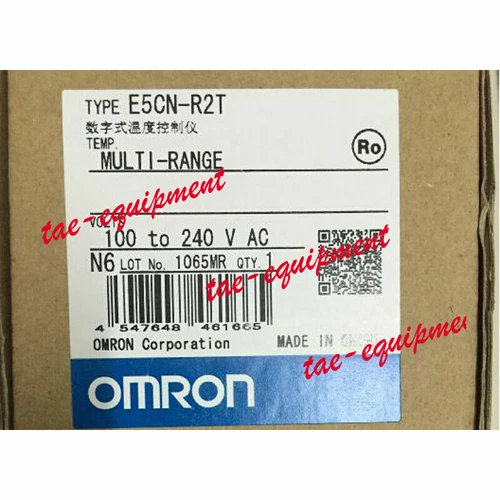 TYPE E5CN-R2T
数字式温度控制仪
TEMP.
MULTI-RANGE
Ro
tae-equipment
100 to 240 V AC
tae-equipment
N6 LOT No. 1065MR QTY. 1
4 547648 461665
OMRON Corporation
MADE IN
tae-equipment
OMRON